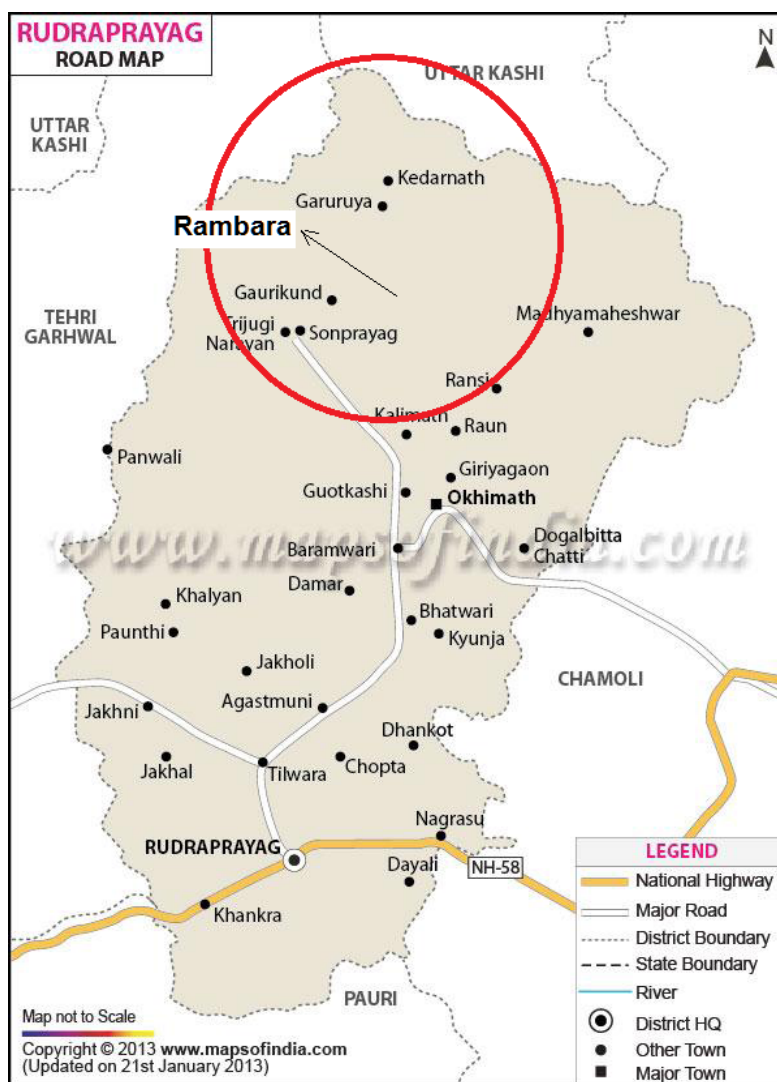 RUDRAPRAYAG
ROAD MAP
N
UTTAR KASHI
UTTAR
KASHI
Kedarnath
Garuruya
Rambara
Gaurikund
TEHRI
GARHWAL
Trijugi
Narayan
Sonprayag
Madhyamaheshwar
Ransi
Kalimath
Raun
Panwali
Giriyagaon
Guotkashi
Okhimath
www.mapsofindia.com
Baramwari
Dogalbitta
Chatti
Damar
Khalyan
Bhatwari
Paunthi
Kyunja
Jakholi
CHAMOLI
Agastmuni
Jakhni
Dhankot
Jakhal
Tilwara
Chopta
Nagrasu
RUDRAPRAYAG
NH-58
Dayali
Khankra
PAURI
LEGEND
National Highway
Major Road
District Boundary
State Boundary
River
District HQ
Other Town
Major Town
Map not to Scale
Copyright © 2013 www.mapsofindia.com
(Updated on 21st January 2013)